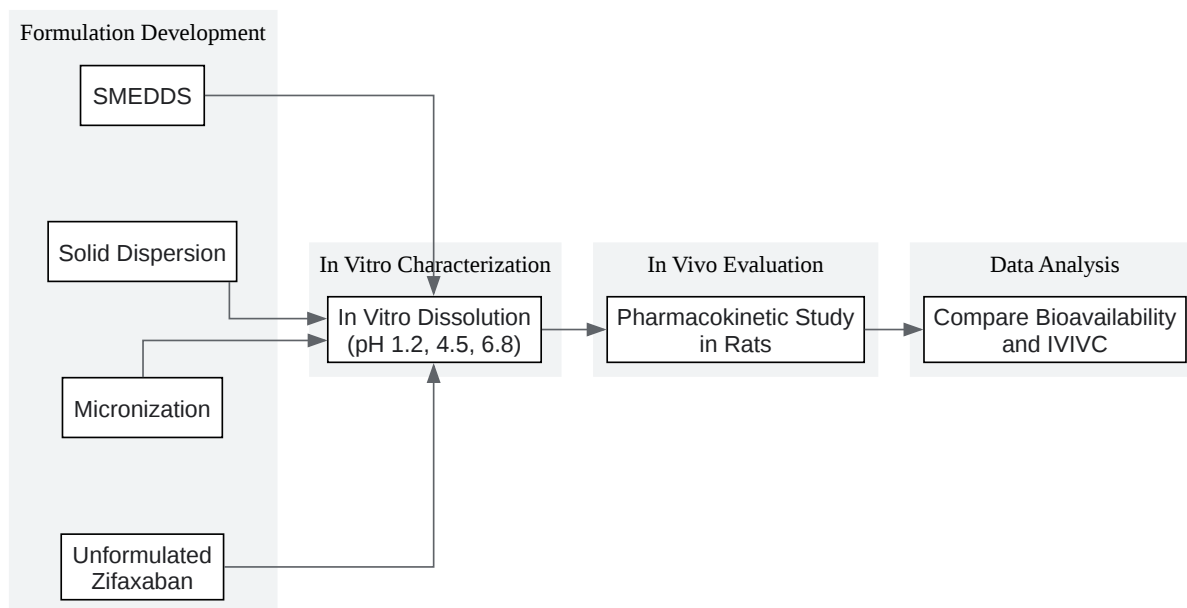 Formulation Development
SMEDDS
Solid Dispersion
Micronization
Unformulated
Zifaxaban
In Vitro Characterization
In Vitro Dissolution
(pH 1.2, 4.5, 6.8)
In Vivo Evaluation
Pharmacokinetic Study
in Rats
Data Analysis
Compare Bioavailability
and IVIVC